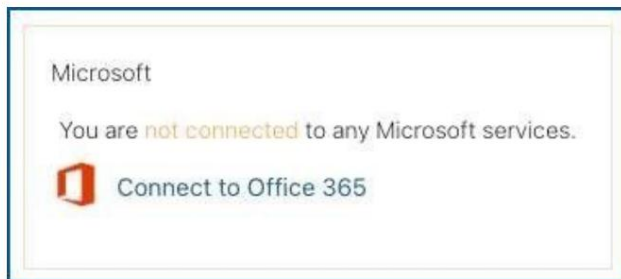 Microsoft
You are not connected to any Microsoft services.
Connect to Office 365